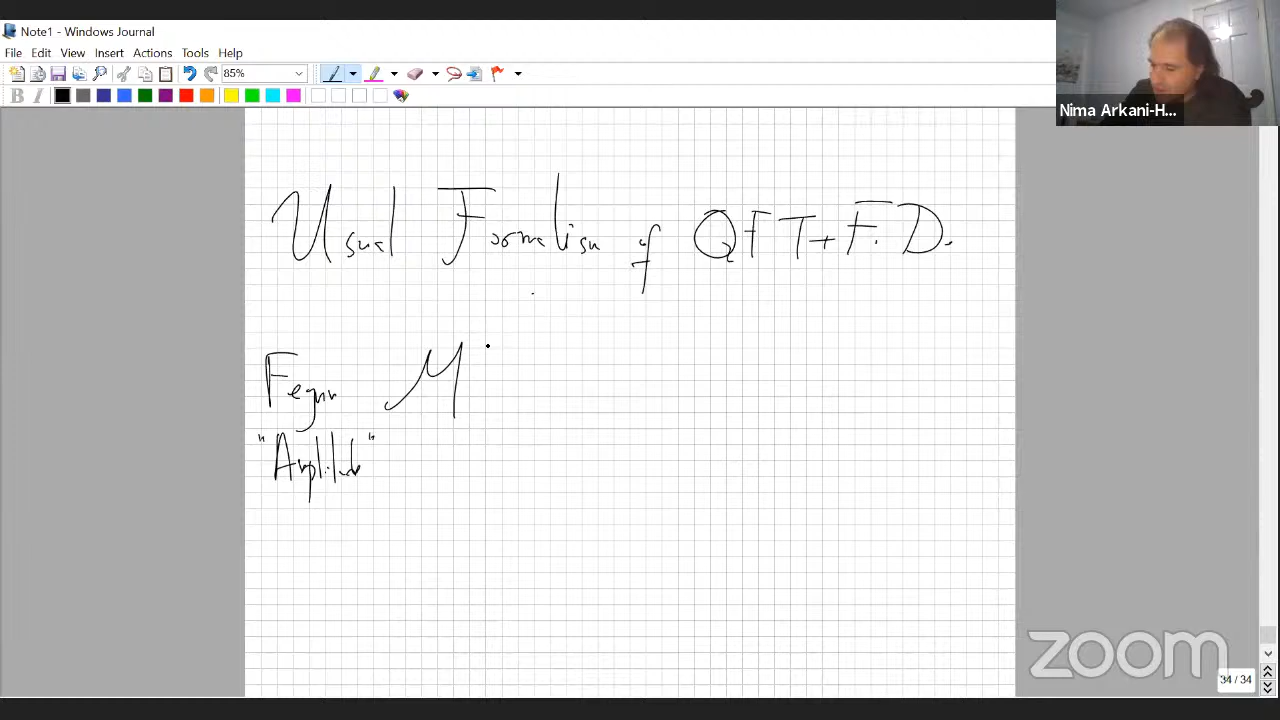 Note1 - Windows Journal
File Edit View Insert Actions Tools Help
85%
B I
Nima Arkani-H...
Usual Formalism of QFT + F.D.
M
"Amplitude"
zoom
34 / 34